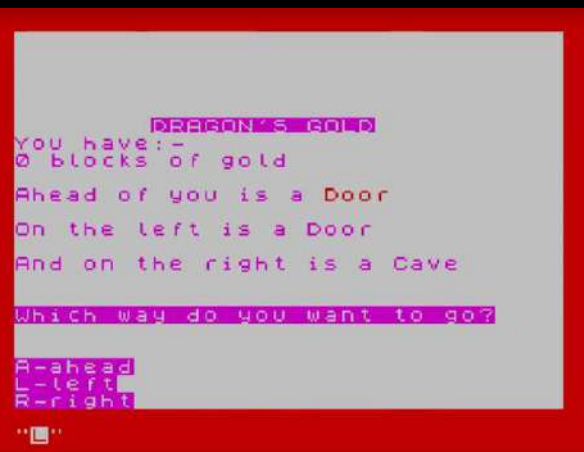 DRAGON'S GOLD
You have:-
0 blocks of gold
Ahead of you is a Door
On the left is a Door
And on the right is a Cave
Which way do you want to go?
A-ahead
L-left
R-right
"L"